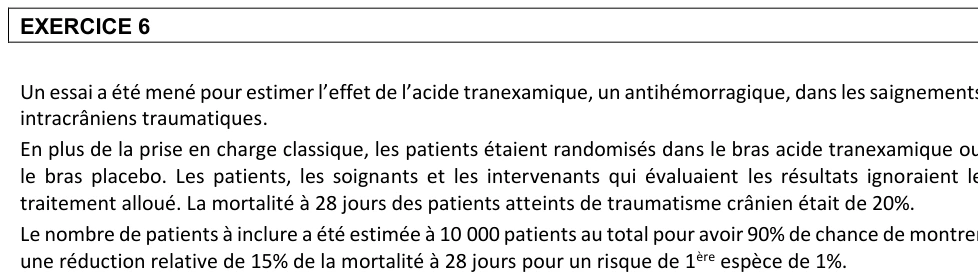 EXERCICE 6
Un essai a été mené pour estimer l'effet de l'acide tranexamique, un antihémorragique, dans les saignements
intracrâniens traumatiques.
En plus de la prise en charge classique, les patients étaient randomisés dans le bras acide tranexamique ou
le bras placebo. Les patients, les soignants et les intervenants qui évaluaient les résultats ignoraient le
traitement alloué. La mortalité à 28 jours des patients atteints de traumatisme crânien était de 20%.
Le nombre de patients à inclure a été estimée à 10 000 patients au total pour avoir 90% de chance de montrer
une réduction relative de 15% de la mortalité à 28 jours pour un risque de 1ère espèce de 1%.